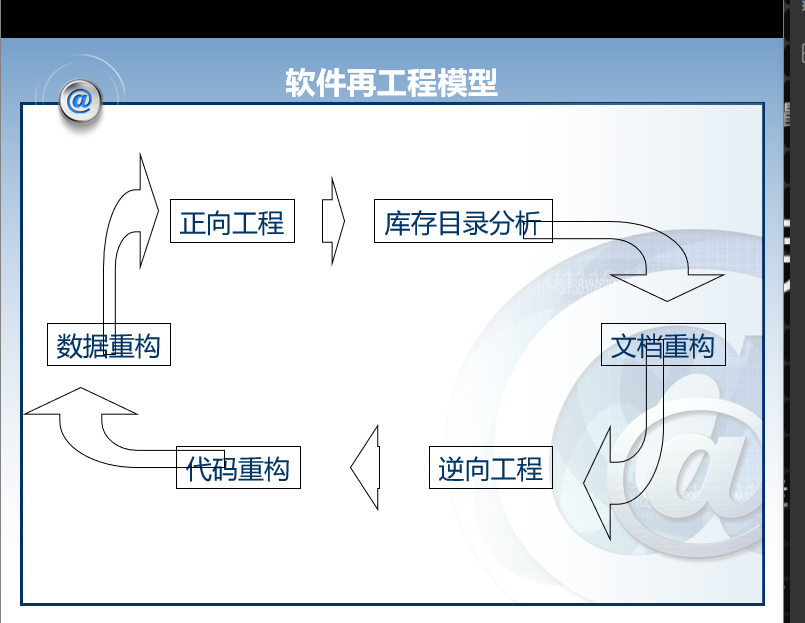 软件再工程模型
@
正向工程
库存目录分析
数据重构
文档重构
代码重构
逆向工程
@